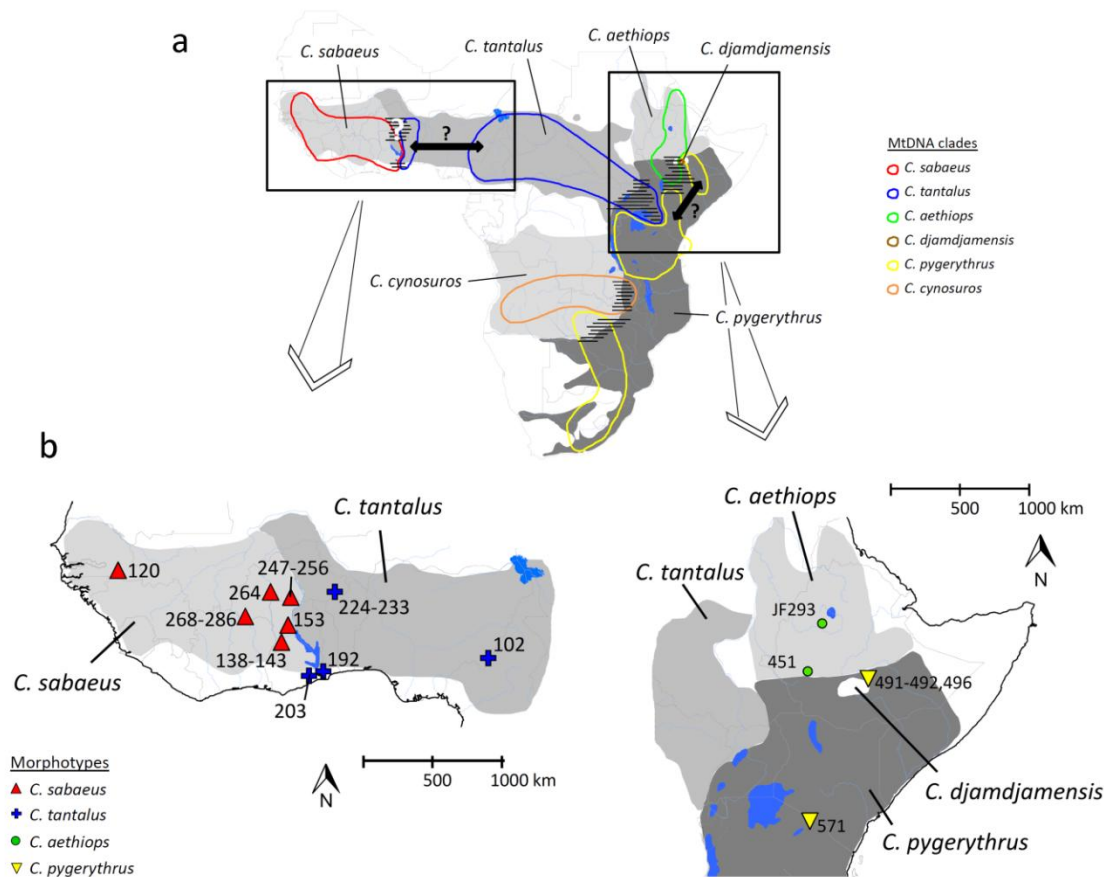 a
C. sabaeus
C. tantalus
C. aethiops
C. djamdjamensis
?
?
C. cynosuros
C. pygerythrus
MtDNA clades
C. sabaeus
C. tantalus
C. aethiops
C. djamdjamensis
C. pygerythrus
C. cynosuros
b
C. tantalus
120
247-256
264
224-233
268-286
153
138-143
192
102
203
C. sabaeus
500
1000 km
N
Morphotypes
C. sabaeus
C. tantalus
C. aethiops
C. pygerythrus
500
1000 km
N
C. aethiops
C. tantalus
JF293
451
491-492,496
C. djamdjamensis
C. pygerythrus
571